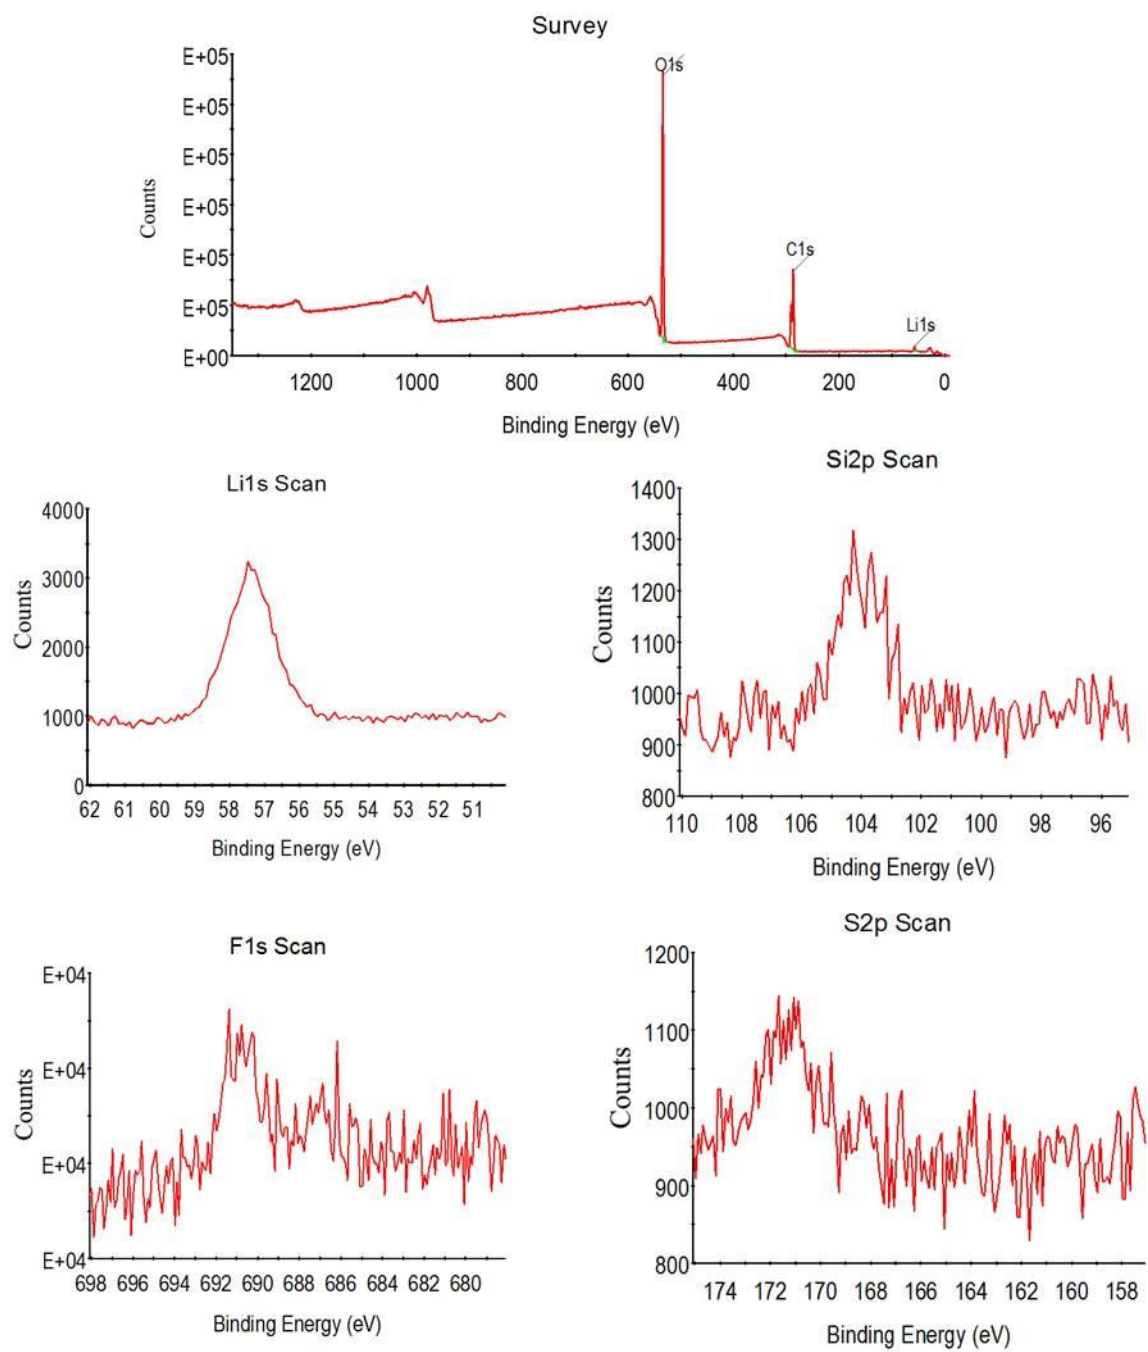 Survey
E+05
E+05
E+05
E+05
E+05
E+05
E+00
Counts
O1s
C1s
Li1s
1200 1000 800 600 400 200 0
Binding Energy (eV)
Li1s Scan
4000
3000
2000
1000
0
Counts
62 61 60 59 58 57 56 55 54 53 52 51
Binding Energy (eV)
Si2p Scan
1400
1300
1200
1100
1000
900
800
Counts
110 108 106 104 102 100 98 96
Binding Energy (eV)
F1s Scan
E+04
E+04
E+04
E+04
Counts
698 696 694 692 690 688 686 684 682 680
Binding Energy (eV)
S2p Scan
1200
1100
1000
900
800
Counts
174 172 170 168 166 164 162 160 158
Binding Energy (eV)